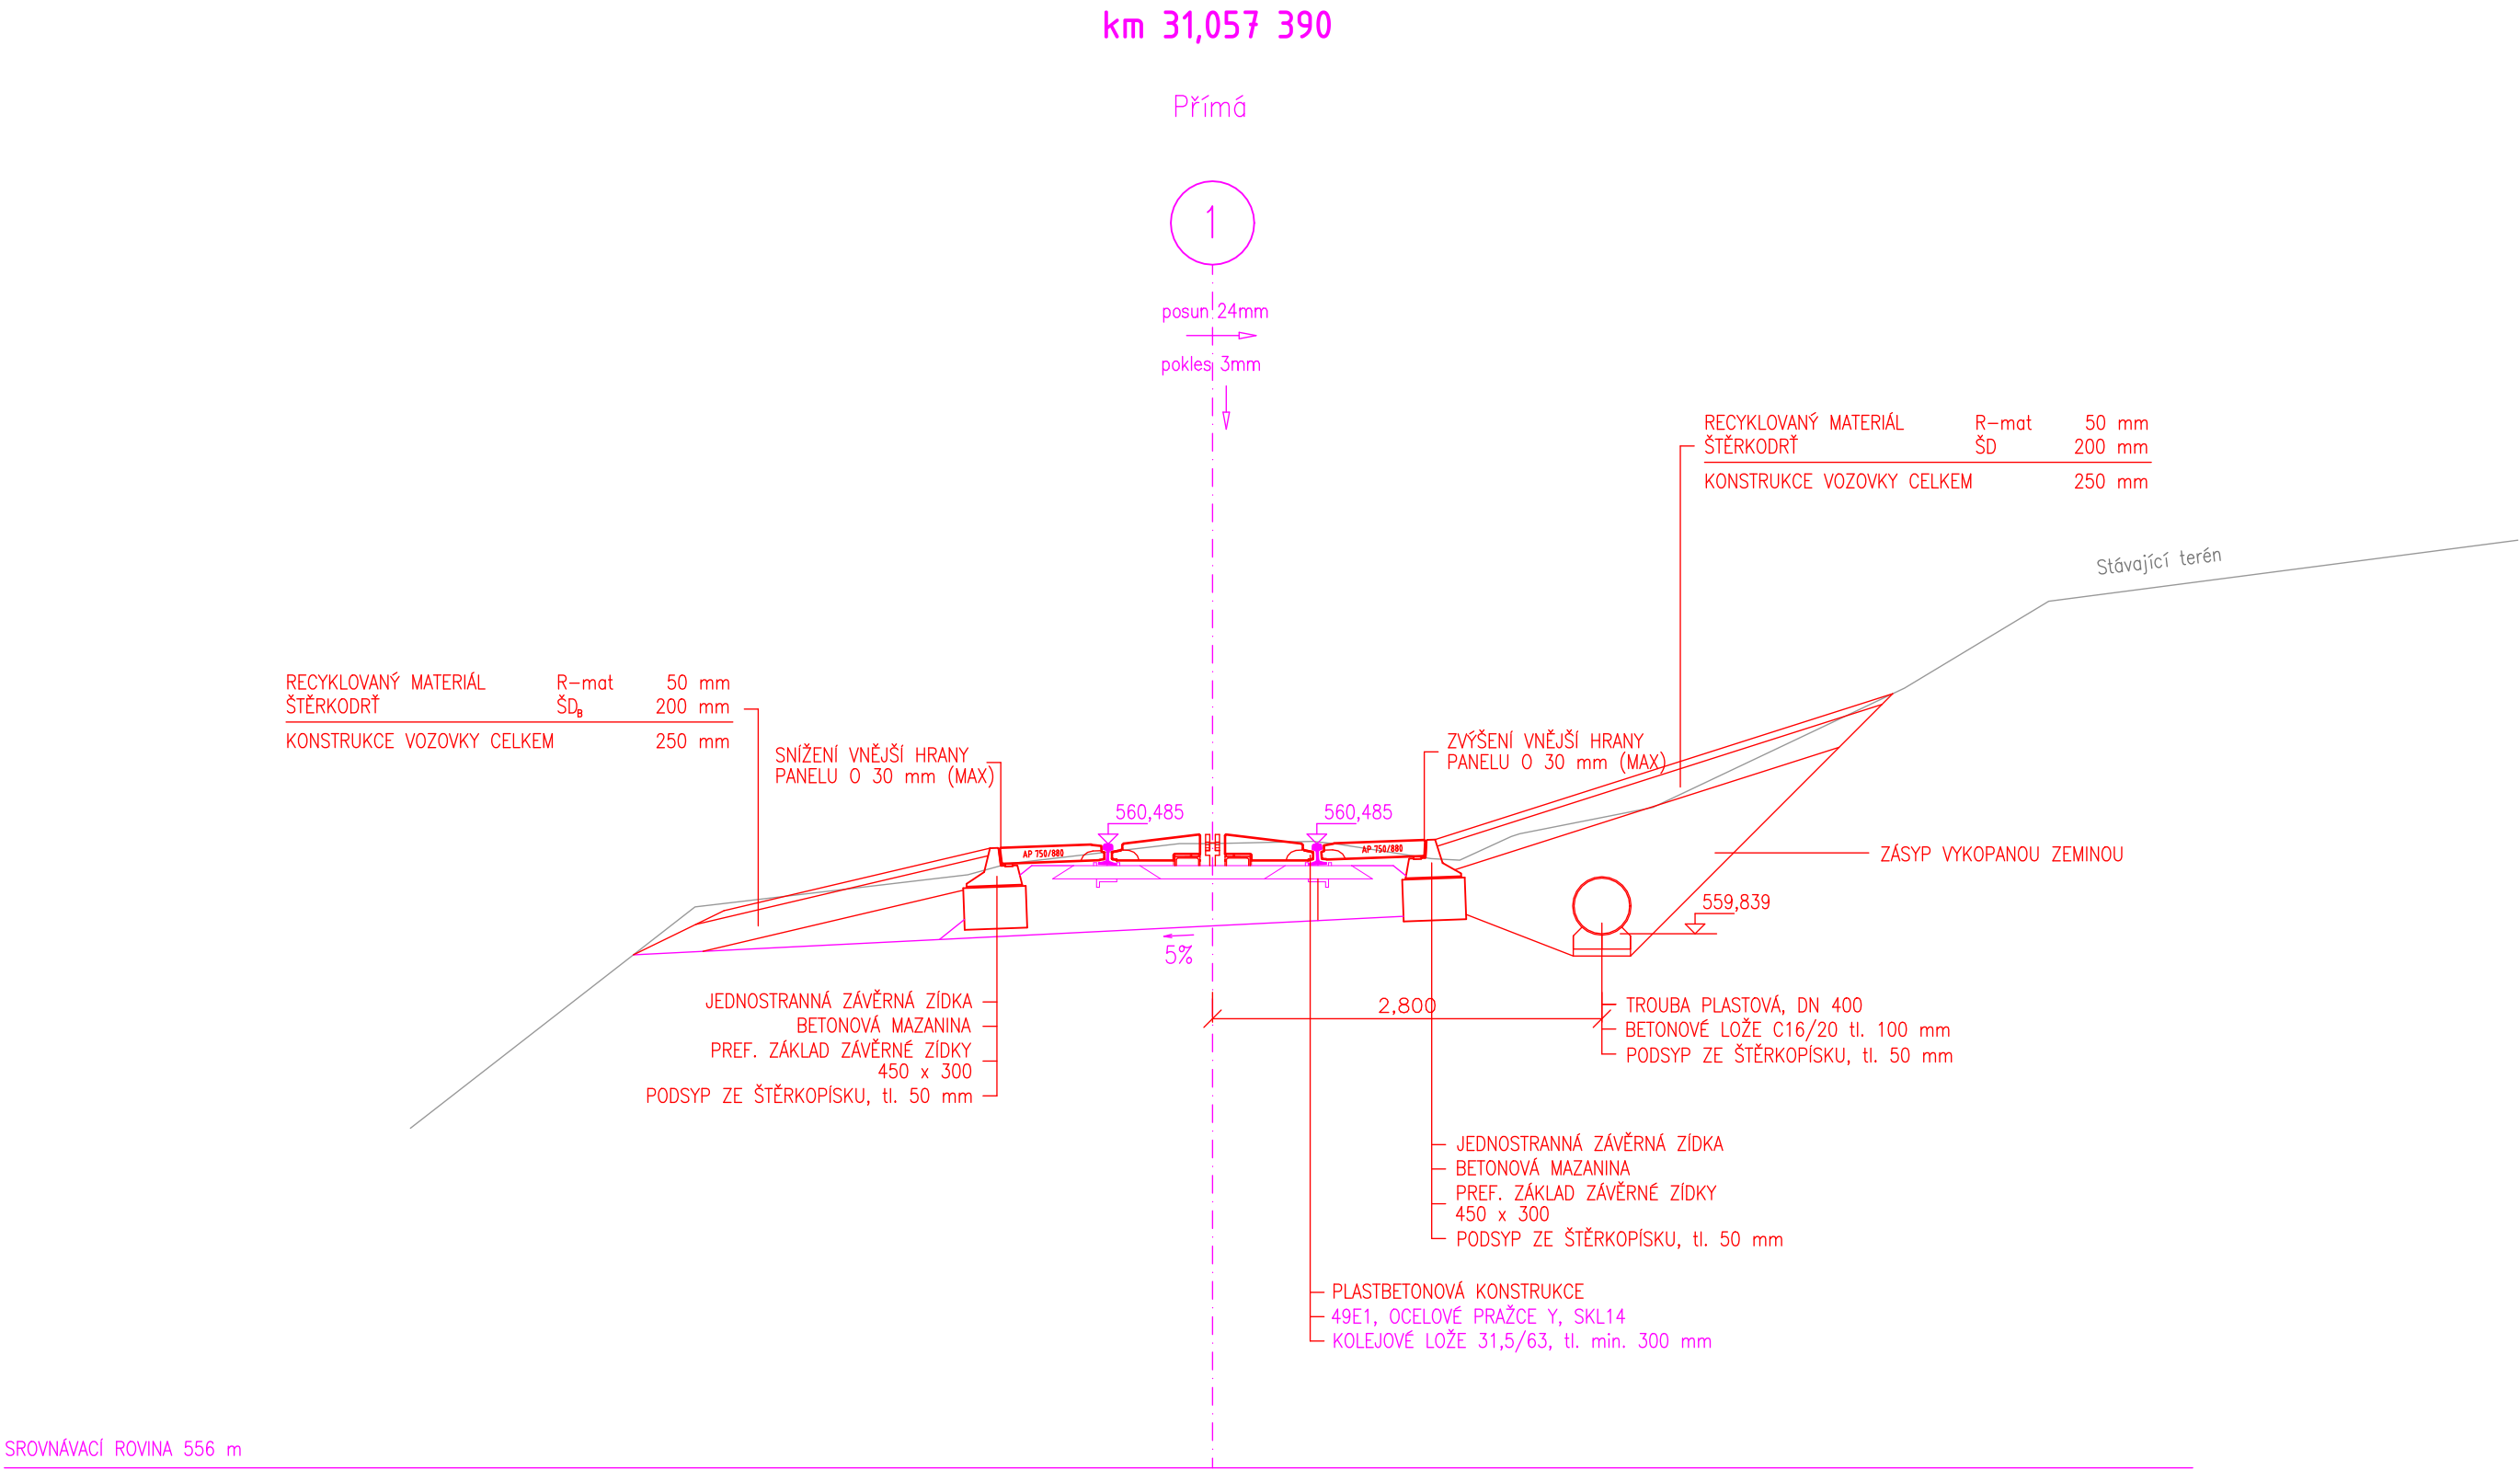 km 31,057 390
Přímá
1
posun 24mm
pokles 3mm
RECYKLOVANÝ MATERIÁL R-mat 50 mm
ŠTĚRKODRŤ ŠD 200 mm
KONSTRUKCE VOZOVKY CELKEM 250 mm
Stávající terén
RECYKLOVANÝ MATERIÁL R-mat 50 mm
ŠTĚRKODRŤ ŠDB 200 mm
KONSTRUKCE VOZOVKY CELKEM 250 mm
SNÍŽENÍ VNĚJŠÍ HRANY
PANELU O 30 mm (MAX)
ZVÝŠENÍ VNĚJŠÍ HRANY
PANELU O 30 mm (MAX)
560,485
560,485
AP 750/880
AP 750/880
ZÁSYP VYKOPANOU ZEMINOU
559,839
5%
2,800
JEDNOSTRANNÁ ZÁVĚRNÁ ZÍDKA
BETONOVÁ MAZANINA
PREF. ZÁKLAD ZÁVĚRNÉ ZÍDKY
450 x 300
PODSYP ZE ŠTĚRKOPÍSKU, tl. 50 mm
TROUBA PLASTOVÁ, DN 400
BETONOVÉ LOŽE C16/20 tl. 100 mm
PODSYP ZE ŠTĚRKOPÍSKU, tl. 50 mm
JEDNOSTRANNÁ ZÁVĚRNÁ ZÍDKA
BETONOVÁ MAZANINA
PREF. ZÁKLAD ZÁVĚRNÉ ZÍDKY
450 x 300
PODSYP ZE ŠTĚRKOPÍSKU, tl. 50 mm
PLASTBETONOVÁ KONSTRUKCE
49E1, OCELOVÉ PRAŽCE Y, SKL14
KOLEJOVÉ LOŽE 31,5/63, tl. min. 300 mm
SROVNÁVACÍ ROVINA 556 m